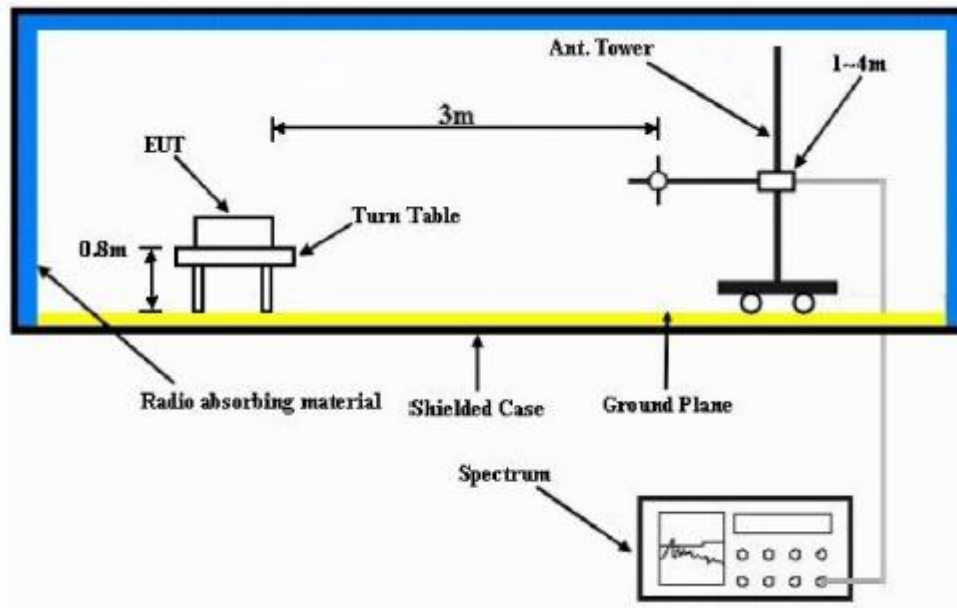 Ant. Tower
1~4m
3m
EUT
Turn Table
0.8m
Radio absorbing material
Shielded Case
Ground Plane
Spectrum